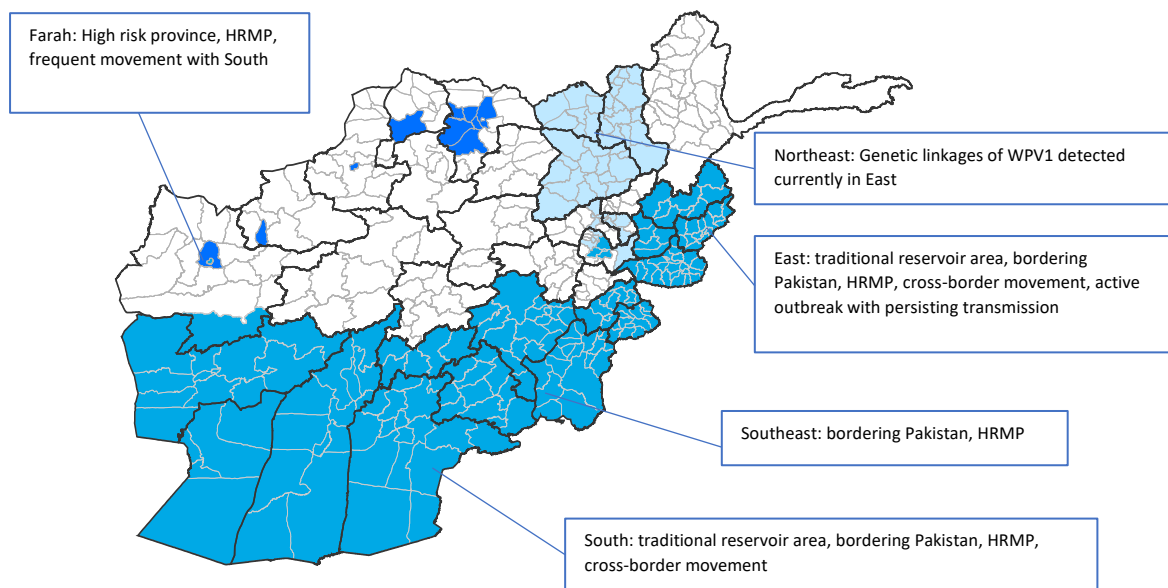 Farah: High risk province, HRMP,
frequent movement with South
Northeast: Genetic linkages of WPV1 detected
currently in East
East: traditional reservoir area, bordering
Pakistan, HRMP, cross-border movement, active
outbreak with persisting transmission
Southeast: bordering Pakistan, HRMP
South: traditional reservoir area, bordering Pakistan, HRMP,
cross-border movement